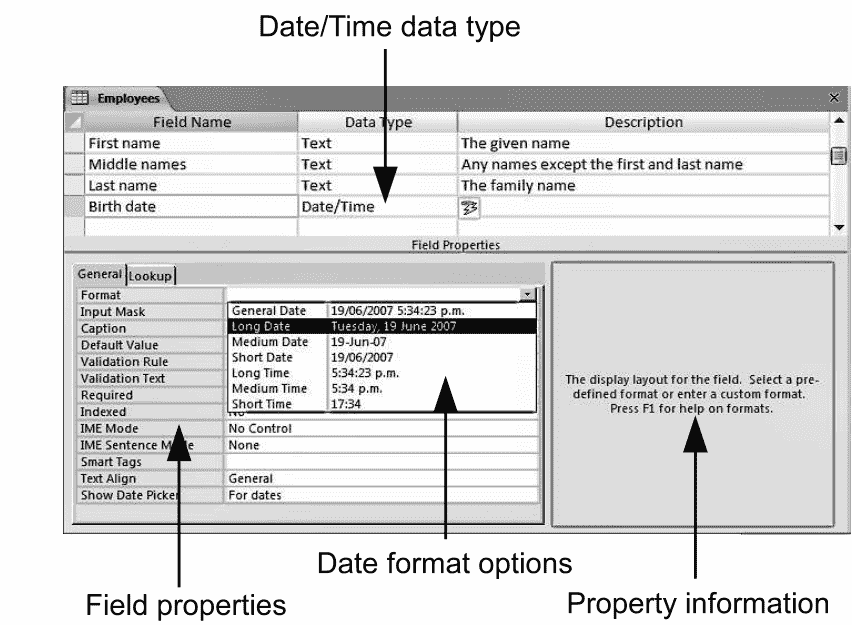 Date/Time data type
Employees
Field Name Data Type Description
First name Text The given name
Middle names Text Any names except the first and last name
Last name Text The family name
Birth date Date/Time
Field Properties
General Lookup
Format
Input Mask General Date 19/06/2007 5:34:23 p.m.
Caption Long Date Tuesday, 19 June 2007
Default Value Medium Date 19-Jun-07
Validation Rule Short Date 19/06/2007
Validation Text Long Time 5:34:23 p.m.
Required Medium Time 5:34 p.m.
Indexed Short Time 17:34
No
IME Mode No Control
IME Sentence Mode None
Smart Tags
Text Align General
Show Date Picker For dates
The display layout for the field. Select a pre-
defined format or enter a custom format.
Press F1 for help on formats.
Date format options
Field properties
Property information